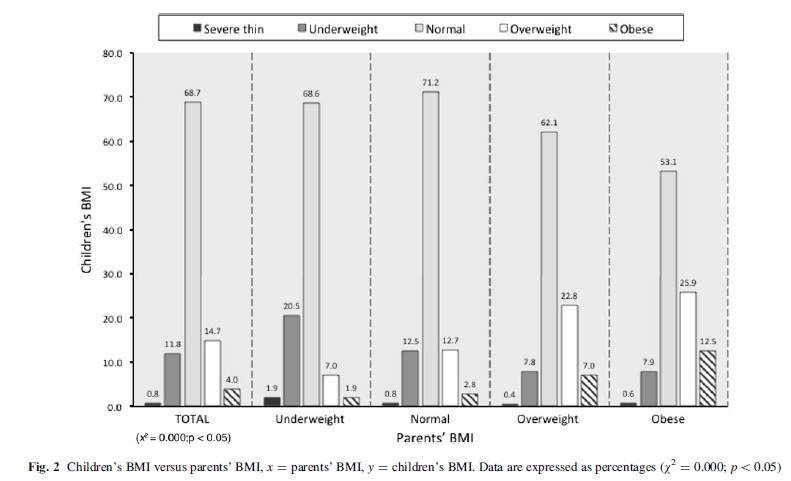 Severe thin Underweight Normal Overweight Obese
80.0
70.0
60.0
50.0
40.0
30.0
20.0
10.0
0.0
Children's BMI
0.8 11.8 68.7 14.7 4.0
1.9 20.5 68.6 7.0 1.9
0.8 12.5 71.2 12.7 2.8
0.4 7.8 62.1 22.8 7.0
0.6 7.9 53.1 25.9 12.5
TOTAL Underweight Normal Overweight Obese
(x²= 0.000;p < 0.05)
Parents' BMI
Fig. 2 Children's BMI versus parents' BMI, x = parents' BMI, y = children's BMI. Data are expressed as percentages (χ² = 0.000; p < 0.05)